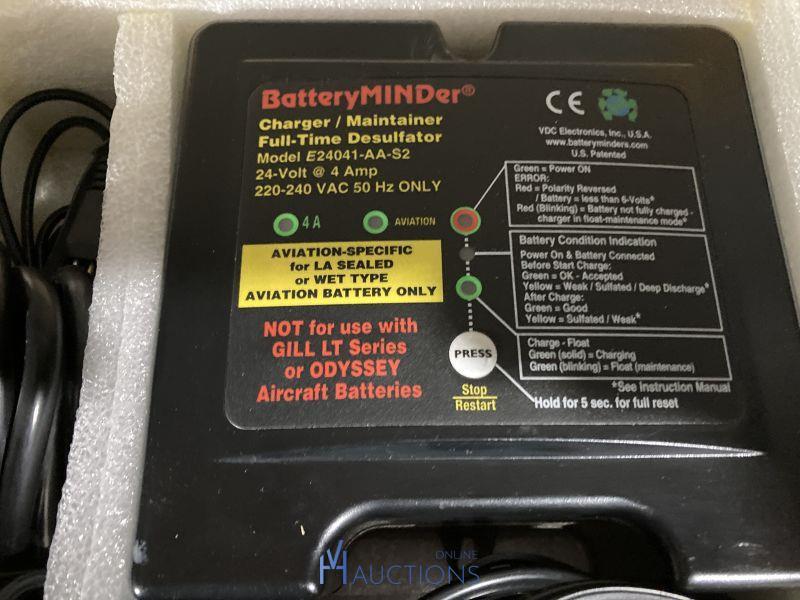 BatteryMINDer®
Charger / Maintainer
Full-Time Desulfator
Model E24041-AA-S2
24-Volt @ 4 Amp
220-240 VAC 50 Hz ONLY
4 A
AVIATION
AVIATION-SPECIFIC
for LA SEALED
or WET TYPE
AVIATION BATTERY ONLY
NOT for use with
GILL LT Series
or ODYSSEY
Aircraft Batteries
CE
VDC Electronics, Inc., U.S.A.
www.batteryminders.com
U.S. Patented
Green = Power ON
ERROR:
Red = Polarity Reversed
/ Battery = less than 6-Volts*
Red (Blinking) = Battery not fully charged -
charger in float-maintenance mode*
Battery Condition Indication
Power On & Battery Connected
Before Start Charge:
Green = OK - Accepted
Yellow = Weak / Sulfated / Deep Discharge*
After Charge:
Green = Good
Yellow = Sulfated / Weak*
Charge - Float
Green (solid) = Charging
Green (blinking) = Float (maintenance)
*See Instruction Manual
PRESS
Stop
Restart
Hold for 5 sec. for full reset
ONLINE
AUCTIONS